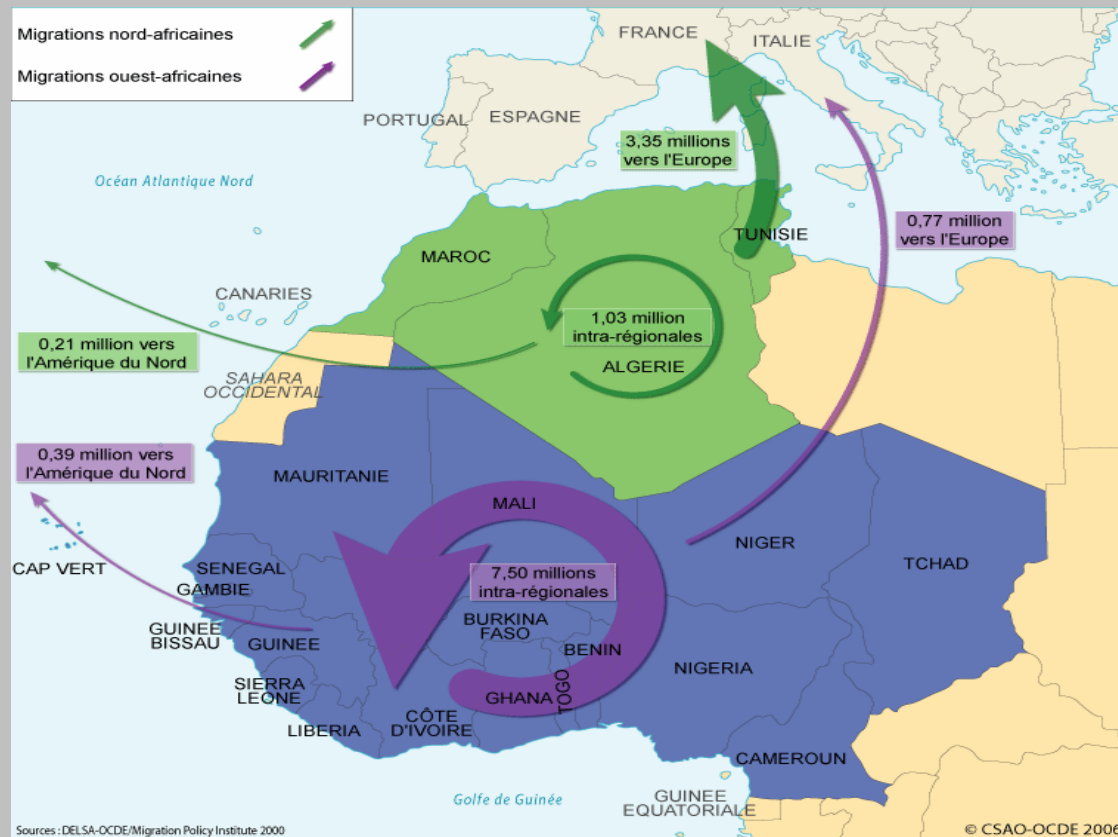 Migrations nord-africaines
Migrations ouest-africaines
FRANCE
ITALIE
PORTUGAL
ESPAGNE
3,35 millions
vers l'Europe
Océan Atlantique Nord
0,77 million
vers l'Europe
TUNISIE
MAROC
CANARIES
1,03 million
intra-régionales
ALGERIE
0,21 million vers
l'Amérique du Nord
SAHARA
OCCIDENTAL
0,39 million vers
l'Amérique du Nord
MAURITANIE
MALI
NIGER
TCHAD
CAP VERT
SENEGAL
GAMBIE
7,50 millions
intra-régionales
GUINEE
BISSAU
GUINEE
BURKINA
FASO
BENIN
NIGERIA
SIERRA
LEONE
GHANA
TOGO
LIBERIA
CÔTE
D'IVOIRE
CAMEROUN
Golfe de Guinée
GUINEE
EQUATORIALE
Sources : DELSA-OCDE/Migration Policy Institute 2000
© CSAO-OCDE 2006